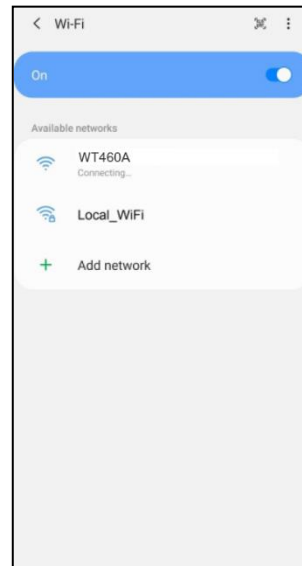 Wi-Fi
On
Available networks
WT460A
Connecting...
Local_WiFi
Add network